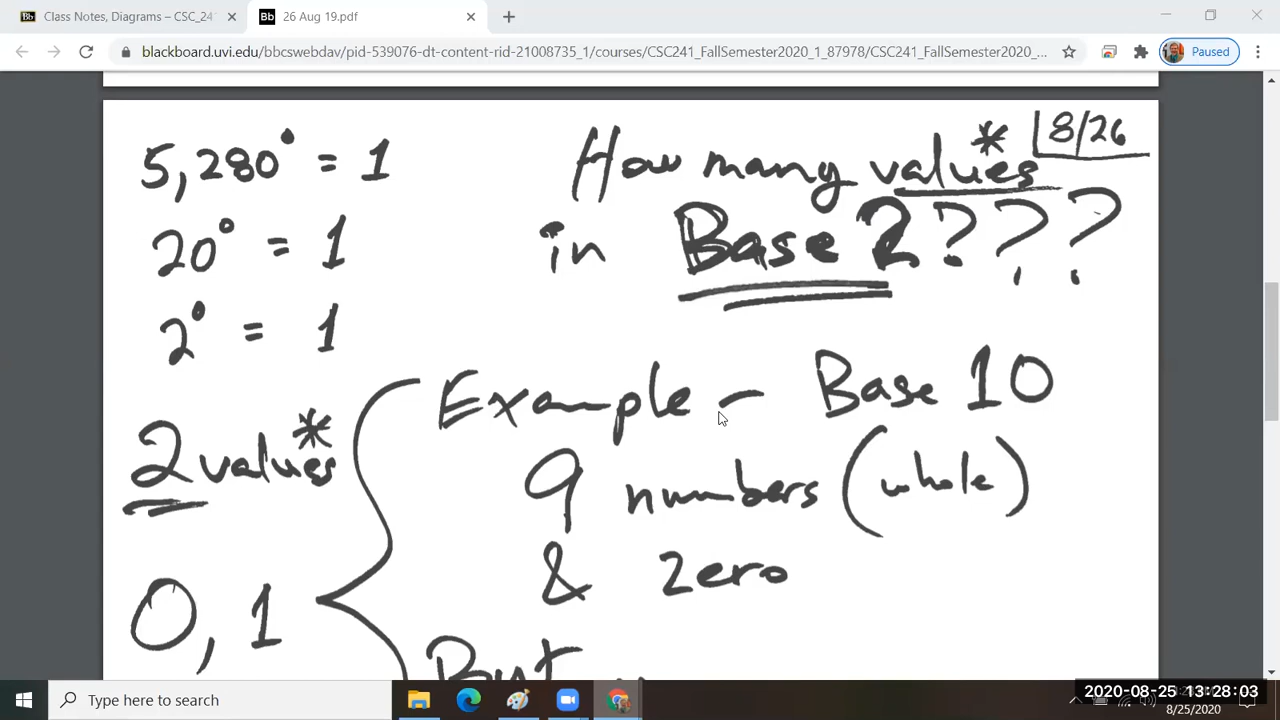 Class Notes, Diagrams – CSC_24
26 Aug 19.pdf
blackboard.uvi.edu/bbcswebdav/pid-539076-dt-content-rid-21008735_1/courses/CSC241_FallSemester2020_1_87978/CSC241_FallSemester2020_...
Paused
8/26
5,280° = 1
How many values*
20° = 1
in Base 2???
2° = 1
Example - Base 10
2 values*
9 numbers (whole)
& zero
0, 1
But
Type here to search
2020-08-25 13:28:03
8/25/2020